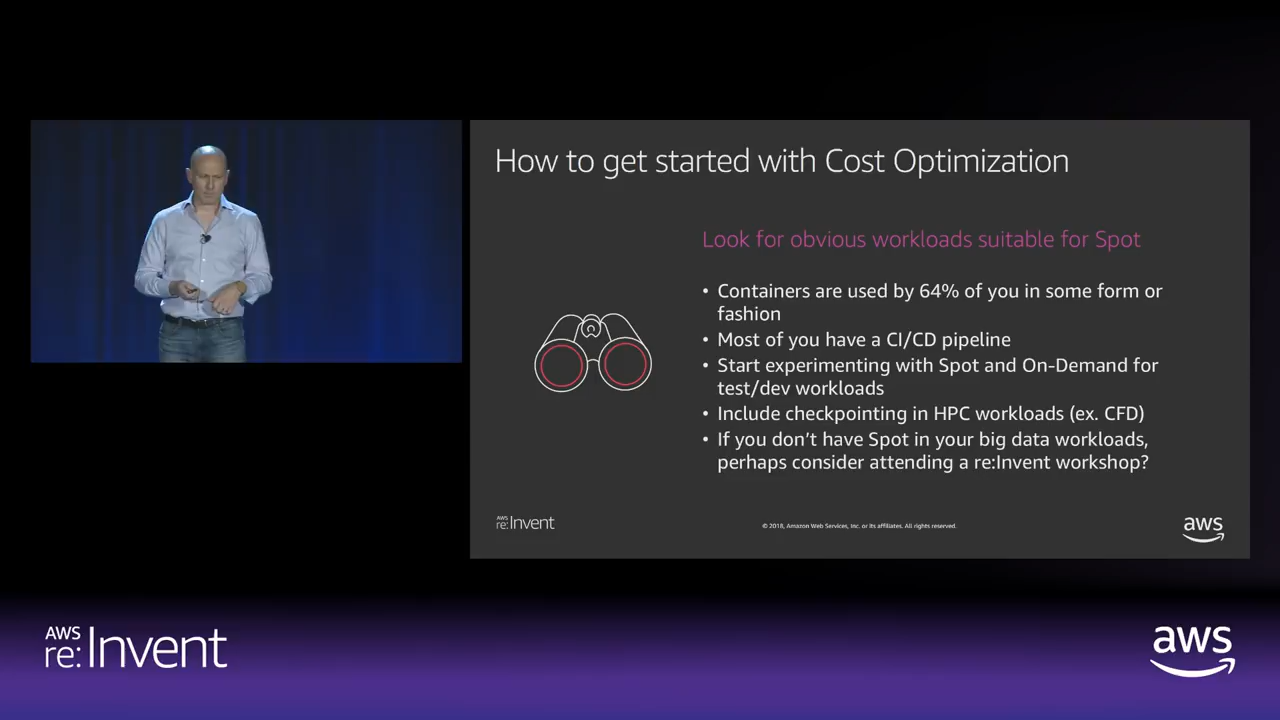 How to get started with Cost Optimization
Look for obvious workloads suitable for Spot
• Containers are used by 64% of you in some form or
fashion
• Most of you have a CI/CD pipeline
• Start experimenting with Spot and On-Demand for
test/dev workloads
• Include checkpointing in HPC workloads (ex. CFD)
• If you don't have Spot in your big data workloads,
perhaps consider attending a re:Invent workshop?
AWS
re:Invent
© 2018, Amazon Web Services, Inc. or its affiliates. All rights reserved.
aws
AWS
re:Invent
aws